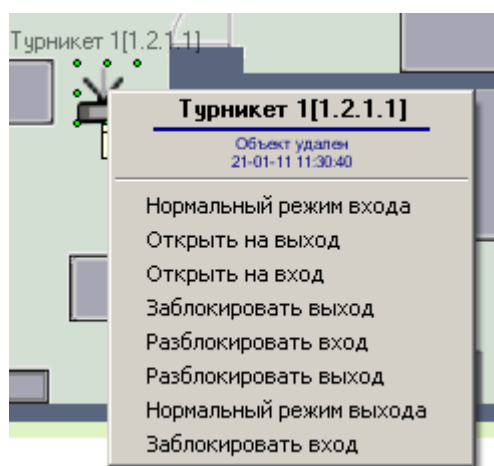 Турникет 1[1.2.1.1]
Турникет 1[1.2.1.1]
Объект удален
21-01-11 11:30:40
Нормальный режим входа
Открыть на выход
Открыть на вход
Заблокировать выход
Разблокировать вход
Разблокировать выход
Нормальный режим выхода
Заблокировать вход